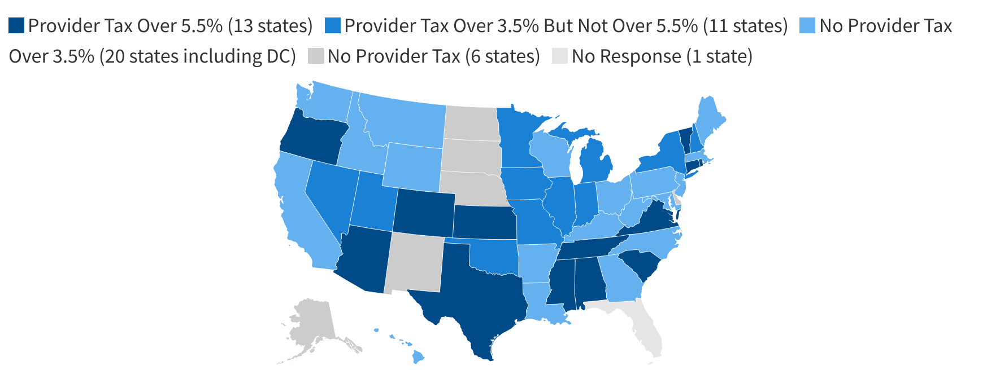 Provider Tax Over 5.5% (13 states) Provider Tax Over 3.5% But Not Over 5.5% (11 states) No Provider Tax
Over 3.5% (20 states including DC) No Provider Tax (6 states) No Response (1 state)